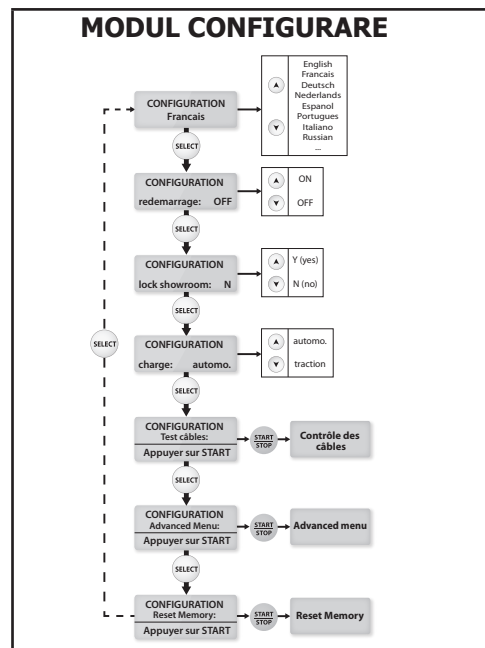 MODUL CONFIGURARE
English
Francais
Deutsch
Nederlands
Espanol
Portugues
Italiano
Russian
...
CONFIGURATION
Francais
SELECT
CONFIGURATION
redemarrage: OFF
ON
OFF
SELECT
CONFIGURATION
lock showroom: N
Y (yes)
N (no)
SELECT
CONFIGURATION
charge: automo.
automo.
traction
SELECT
SELECT
CONFIGURATION
Test câbles:
Appuyer sur START
START
STOP
Contrôle des
câbles
SELECT
CONFIGURATION
Advanced Menu:
Appuyer sur START
START
STOP
Advanced menu
SELECT
CONFIGURATION
Reset Memory:
Appuyer sur START
START
STOP
Reset Memory